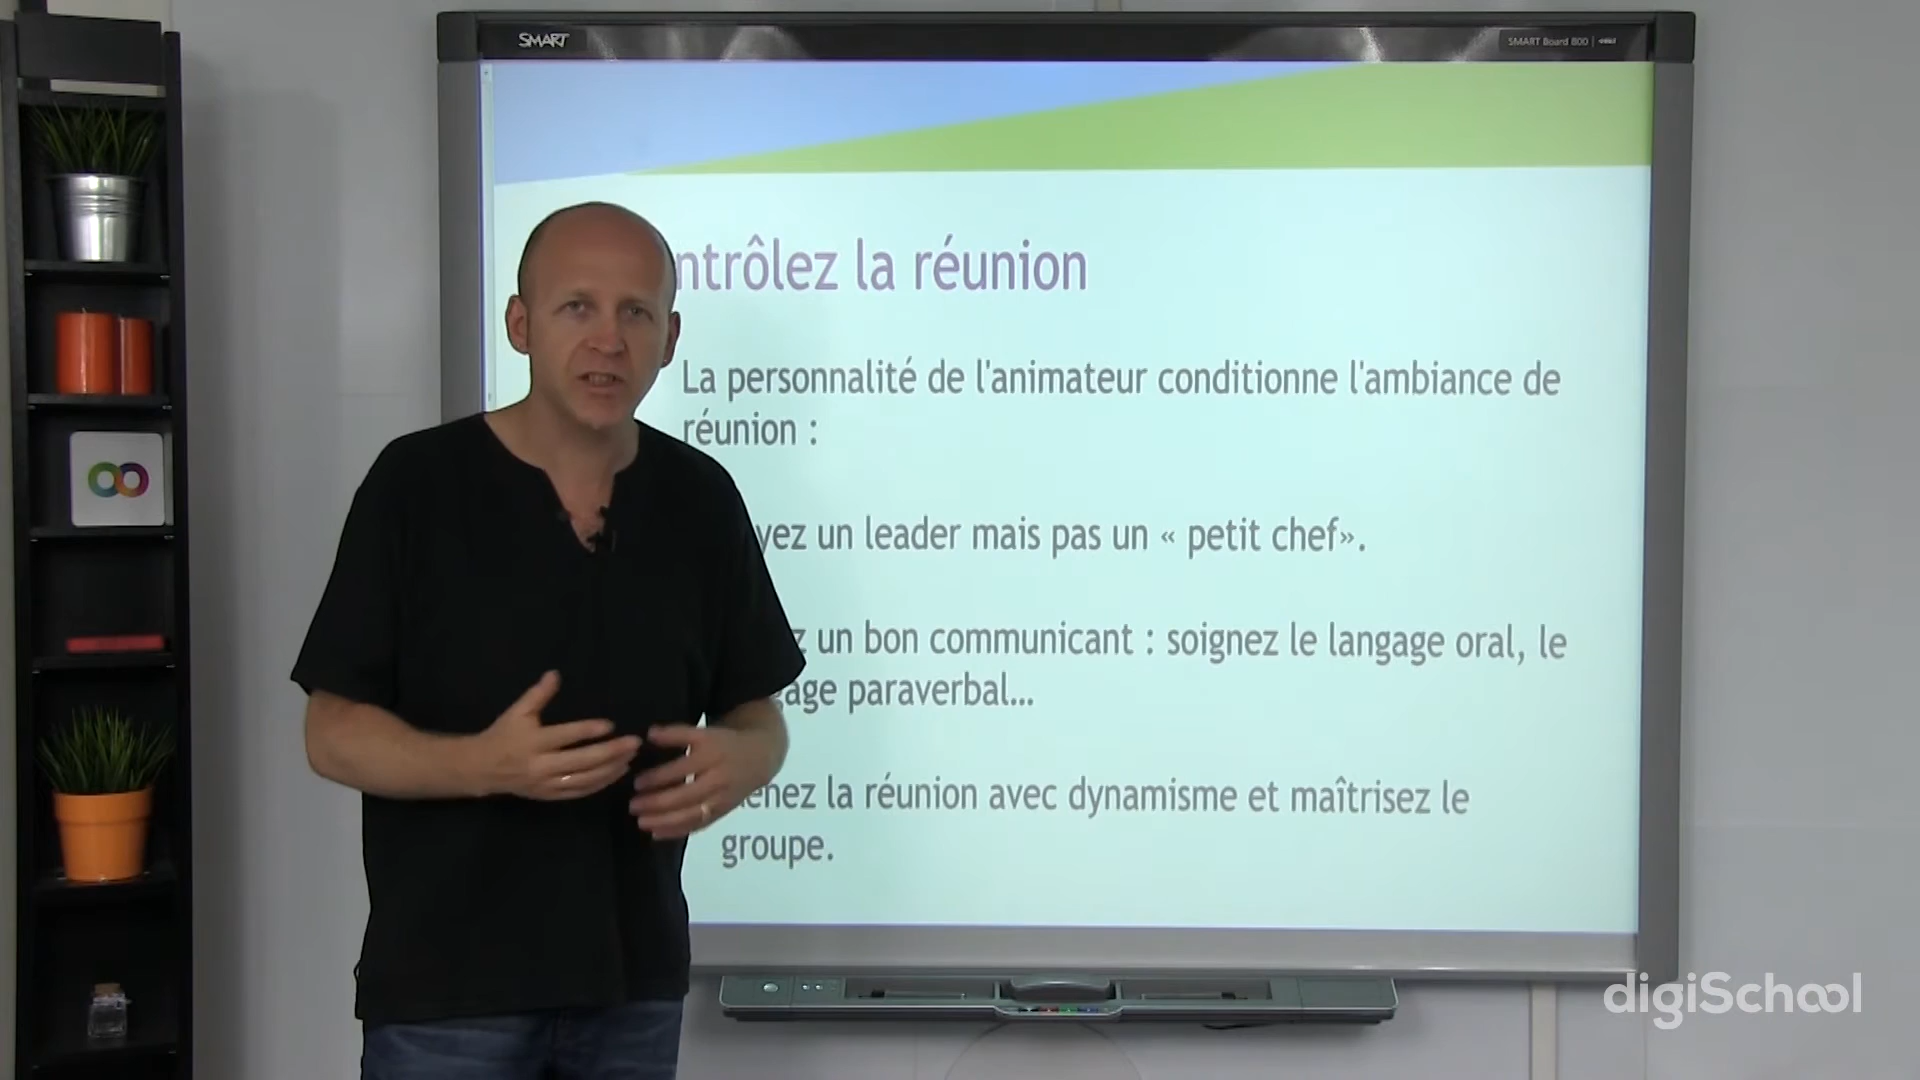 SMART
SMART Board 800
ntrôlez la réunion
La personnalité de l'animateur conditionne l'ambiance de
réunion :
yez un leader mais pas un « petit chef».
z un bon communicant : soignez le langage oral, le
gage paraverbal...
enez la réunion avec dynamisme et maîtrisez le
groupe.
digiSchool